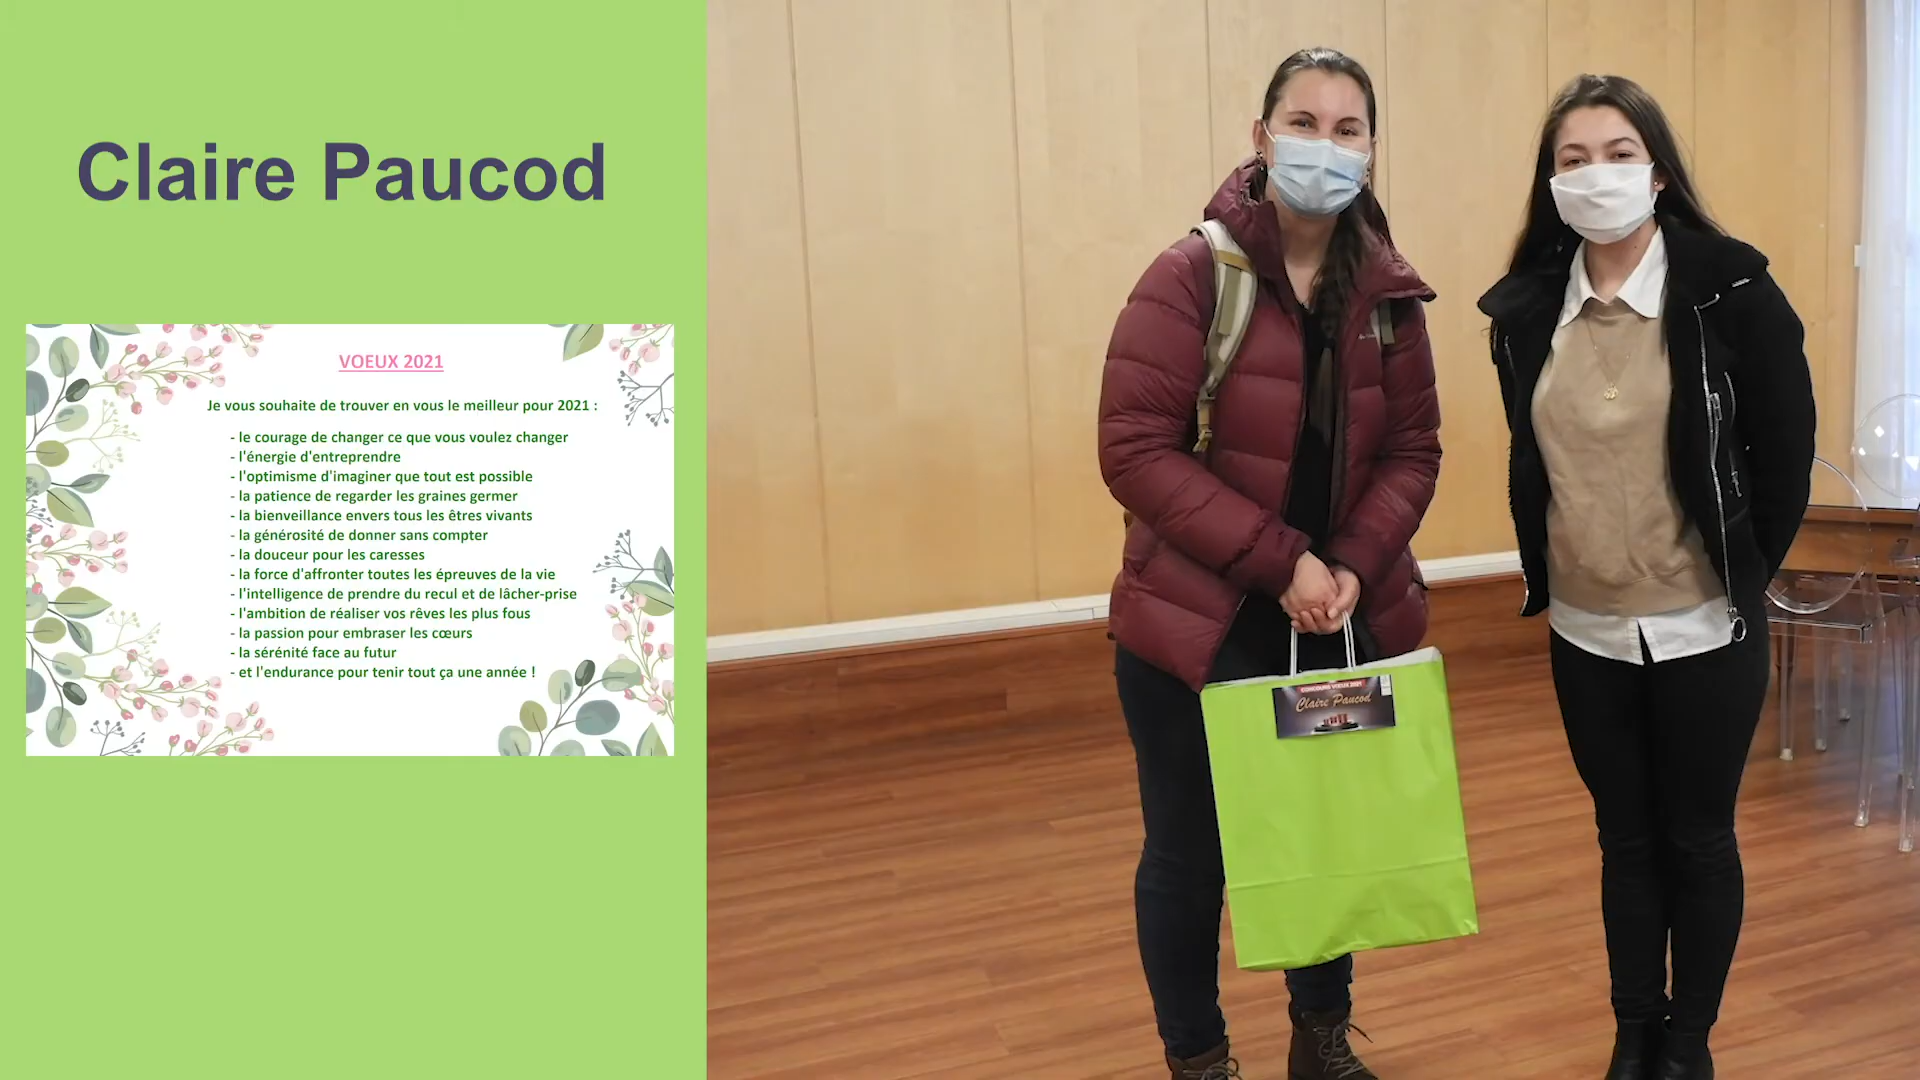 Claire Paucod
VOEUX 2021
Je vous souhaite de trouver en vous le meilleur pour 2021 :
- le courage de changer ce que vous voulez changer
- l'énergie d'entreprendre
- l'optimisme d'imaginer que tout est possible
- la patience de regarder les graines germer
- la bienveillance envers tous les êtres vivants
- la générosité de donner sans compter
- la douceur pour les caresses
- la force d'affronter toutes les épreuves de la vie
- l'intelligence de prendre du recul et de lâcher-prise
- l'ambition de réaliser vos rêves les plus fous
- la passion pour embraser les cœurs
- la sérénité face au futur
- et l'endurance pour tenir tout ça une année !
CONCOURS VOEUX 2021
Claire Paucod